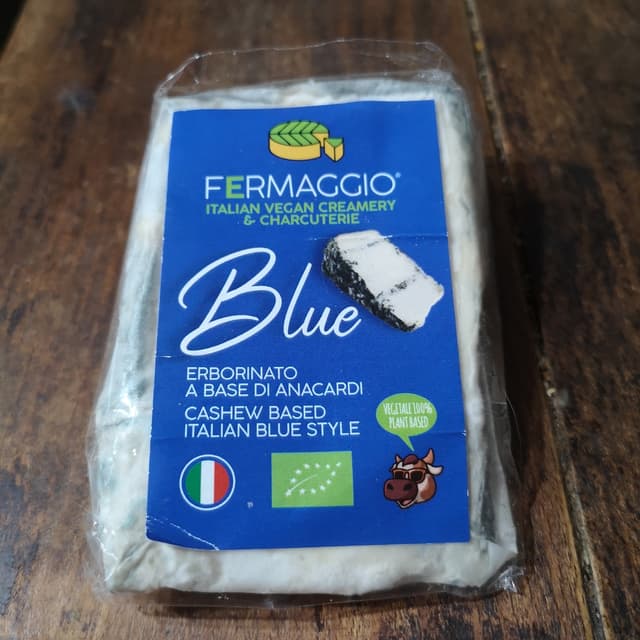 FERMAGGIO®
ITALIAN VEGAN CREAMERY
& CHARCUTERIE
Blue
ERBORINATO
A BASE DI ANACARDI
CASHEW BASED
ITALIAN BLUE STYLE
VEGETALE 100%
PLANT BASED